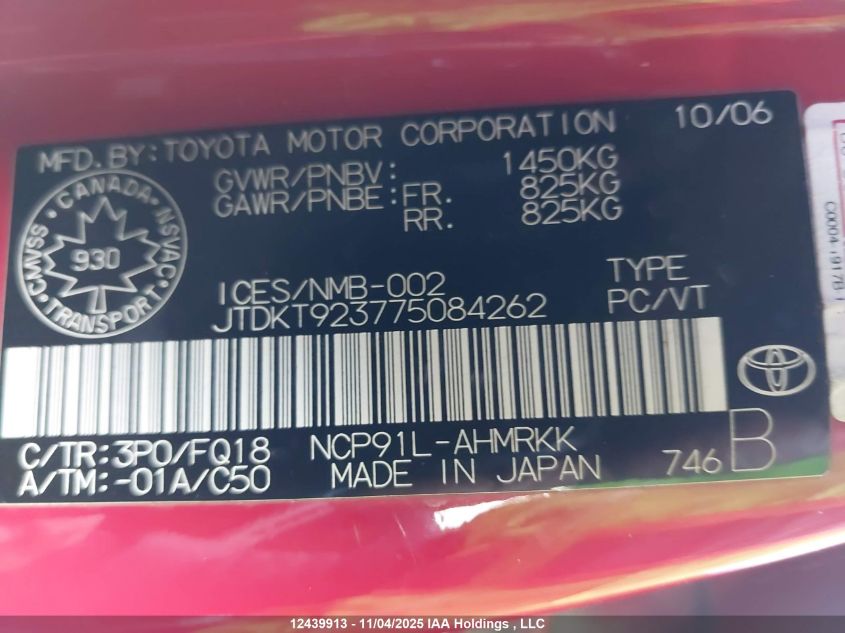 MFD. BY: TOYOTA MOTOR CORPORATION 10/06
GVWR/PNBV: 1450KG
GAWR/PNBE: FR. 825KG
RR. 825KG
CANADA
CMVSS NSVAC
930
TRANSPORT
ICES/NMB-002 TYPE
JTDKT923775084262 PC/VT
C/TR: 3P0/FQ18 NCP91L-AHMRKK
A/TM: -01A/C50 MADE IN JAPAN 746 B
12439913 - 11/04/2025 IAA Holdings , LLC